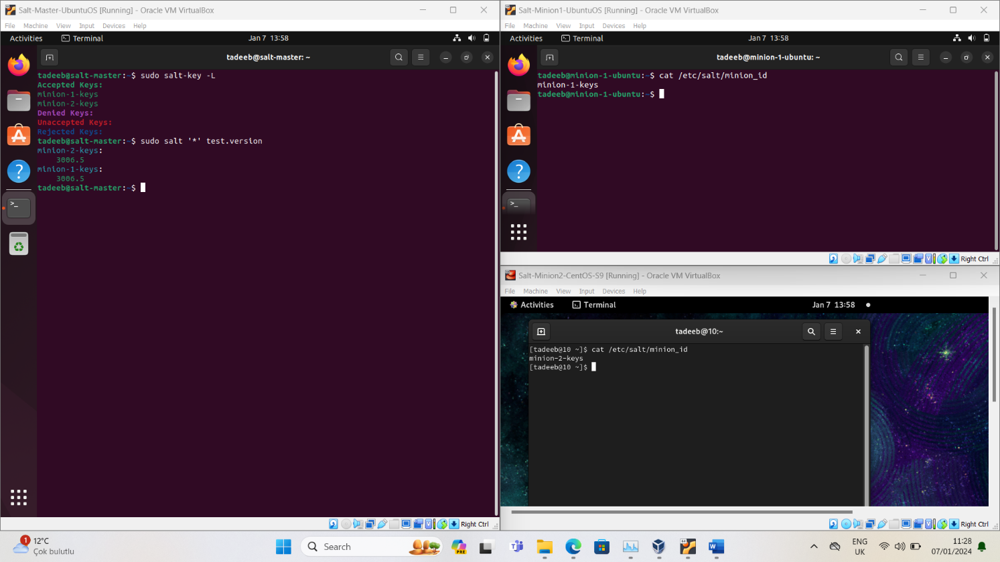 Salt-Master-UbuntuOS [Running] - Oracle VM VirtualBox
File Machine View Input Devices Help
Activities Terminal Jan 7 13:58
tadeeb@salt-master: ~
tadeeb@salt-master:~$ sudo salt-key -L
Accepted Keys:
minion-1-keys
minion-2-keys
Denied Keys:
Unaccepted Keys:
Rejected Keys:
tadeeb@salt-master:~$ sudo salt '*' test.version
minion-2-keys:
    3006.5
minion-1-keys:
    3006.5
tadeeb@salt-master:~$
Right Ctrl
Salt-Minion1-UbuntuOS [Running] - Oracle VM VirtualBox
File Machine View Input Devices Help
Activities Terminal Jan 7 13:58
tadeeb@minion-1-ubuntu: ~
tadeeb@minion-1-ubuntu:~$ cat /etc/salt/minion_id
minion-1-keys
tadeeb@minion-1-ubuntu:~$
Right Ctrl
Salt-Minion2-CentOS-S9 [Running] - Oracle VM VirtualBox
File Machine View Input Devices Help
Activities Terminal Jan 7 13:58
tadeeb@10:~
[tadeeb@10 ~]$ cat /etc/salt/minion_id
minion-2-keys
[tadeeb@10 ~]$
Right Ctrl
1
12°C
Çok bulutlu
Search
PRE
ENG
UK
11:28
07/01/2024